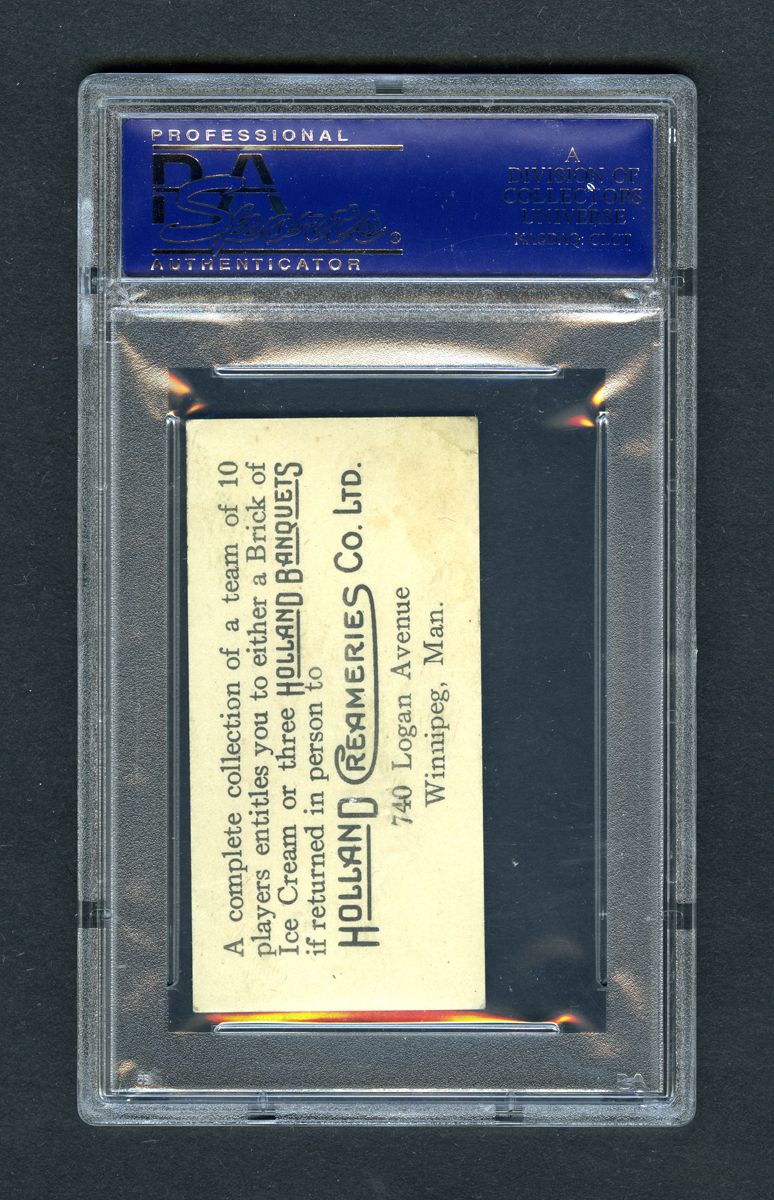 PROFESSIONAL
PSA
Sports
AUTHENTICATOR
A
DIVISION OF
COLLECTORS
UNIVERSE
NASDAQ: CLCT
A complete collection of a team of 10
players entitles you to either a Brick of
Ice Cream or three HOLLAND BANQUETS
if returned in person to
HOLLAND CREAMERIES CO. LTD.
740 Logan Avenue
Winnipeg, Man.
PSA